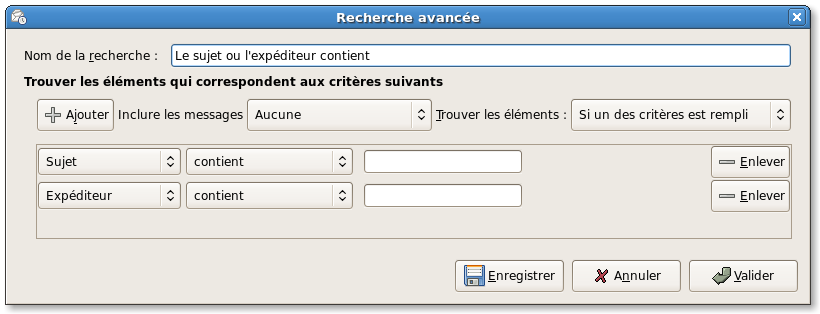 Recherche avancée
Nom de la recherche : Le sujet ou l'expéditeur contient
Trouver les éléments qui correspondent aux critères suivants
Ajouter Inclure les messages Aucune Trouver les éléments : Si un des critères est rempli
Sujet contient Enlever
Expéditeur contient Enlever
Enregistrer Annuler Valider